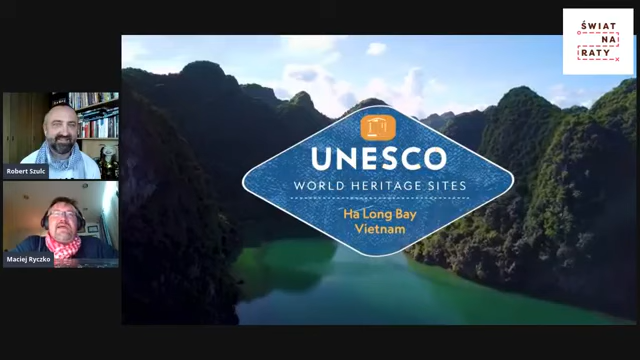 ŚWIAT
NA
RATY
UNESCO
WORLD HERITAGE SITES
Ha Long Bay
Vietnam
Robert Szulc
Maciej Ryczko